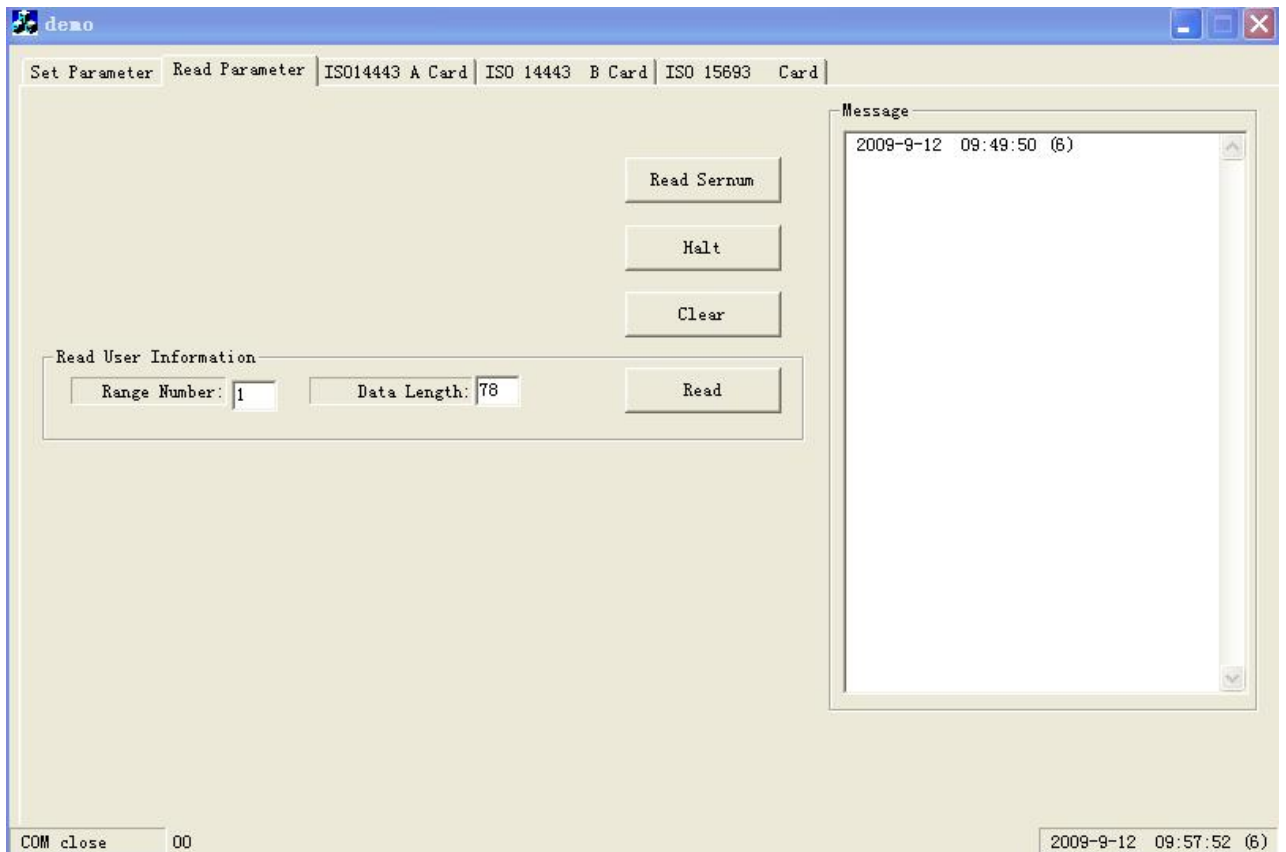 demo
Set Parameter Read Parameter ISO14443 A Card ISO 14443 B Card ISO 15693 Card
Message
2009-9-12 09:49:50 (6)
Read Sernum
Halt
Clear
Read User Information
Range Number: 1 Data Length: 78 Read
COM close 00 2009-9-12 09:57:52 (6)